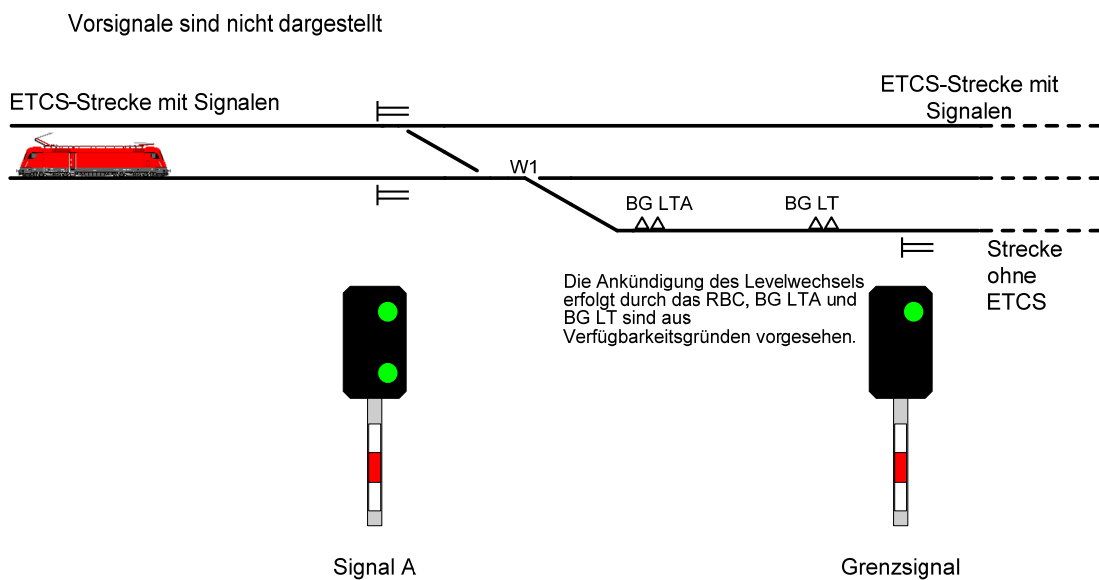 Vorsignale sind nicht dargestellt
ETCS-Strecke mit Signalen
ETCS-Strecke mit
Signalen
W1
BG LTA
BG LT
Strecke
ohne
ETCS
Die Ankündigung des Levelwechsels
erfolgt durch das RBC, BG LTA und
BG LT sind aus
Verfügbarkeitsgründen vorgesehen.
Signal A
Grenzsignal